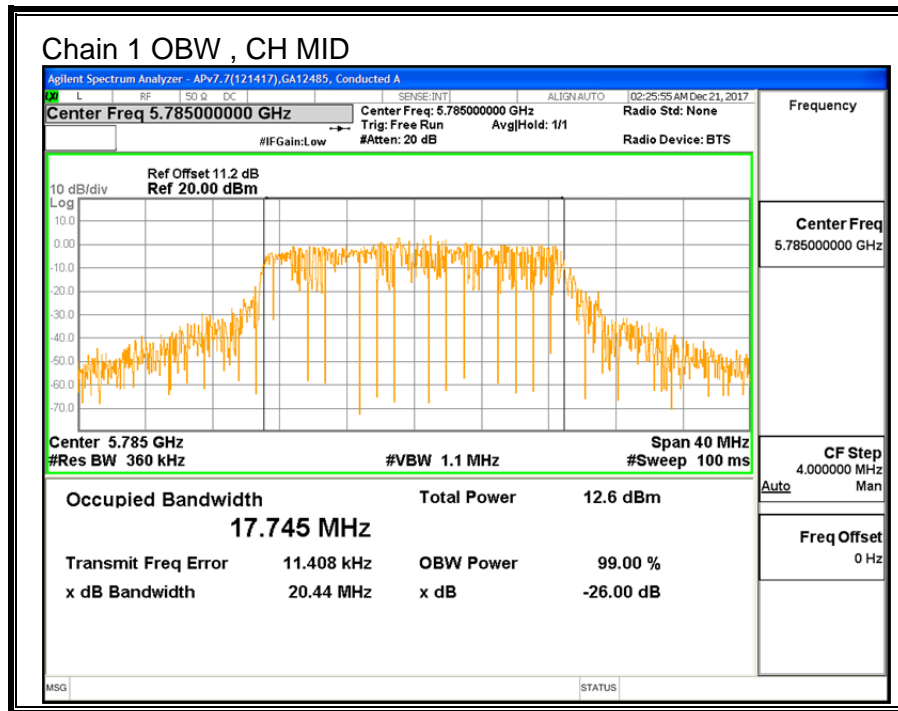 Chain 1 OBW , CH MID
Agilent Spectrum Analyzer - APv7.7(121417),GA12485, Conducted A
LXI L RF 50 Ω DC SENSE:INT ALIGN AUTO 02:25:55 AM Dec 21, 2017
Center Freq 5.785000000 GHz
Center Freq: 5.785000000 GHz
Radio Std: None
Trig: Free Run Avg|Hold: 1/1
#IFGain:Low #Atten: 20 dB Radio Device: BTS
Ref Offset 11.2 dB
10 dB/div Ref 20.00 dBm
Log
10.0
0.00
-10.0
-20.0
-30.0
-40.0
-50.0
-60.0
-70.0
Center 5.785 GHz Span 40 MHz
#Res BW 360 kHz #VBW 1.1 MHz #Sweep 100 ms
Occupied Bandwidth Total Power 12.6 dBm
17.745 MHz
Transmit Freq Error 11.408 kHz OBW Power 99.00 %
x dB Bandwidth 20.44 MHz x dB -26.00 dB
MSG STATUS
Frequency
Center Freq
5.785000000 GHz
CF Step
4.000000 MHz
Auto Man
Freq Offset
0 Hz